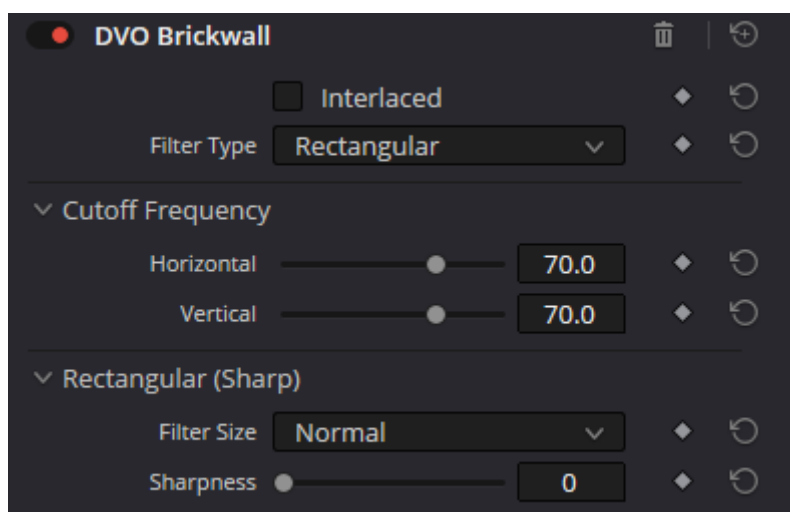 DVO Brickwall
Interlaced
Filter Type Rectangular
Cutoff Frequency
Horizontal 70.0
Vertical 70.0
Rectangular (Sharp)
Filter Size Normal
Sharpness 0